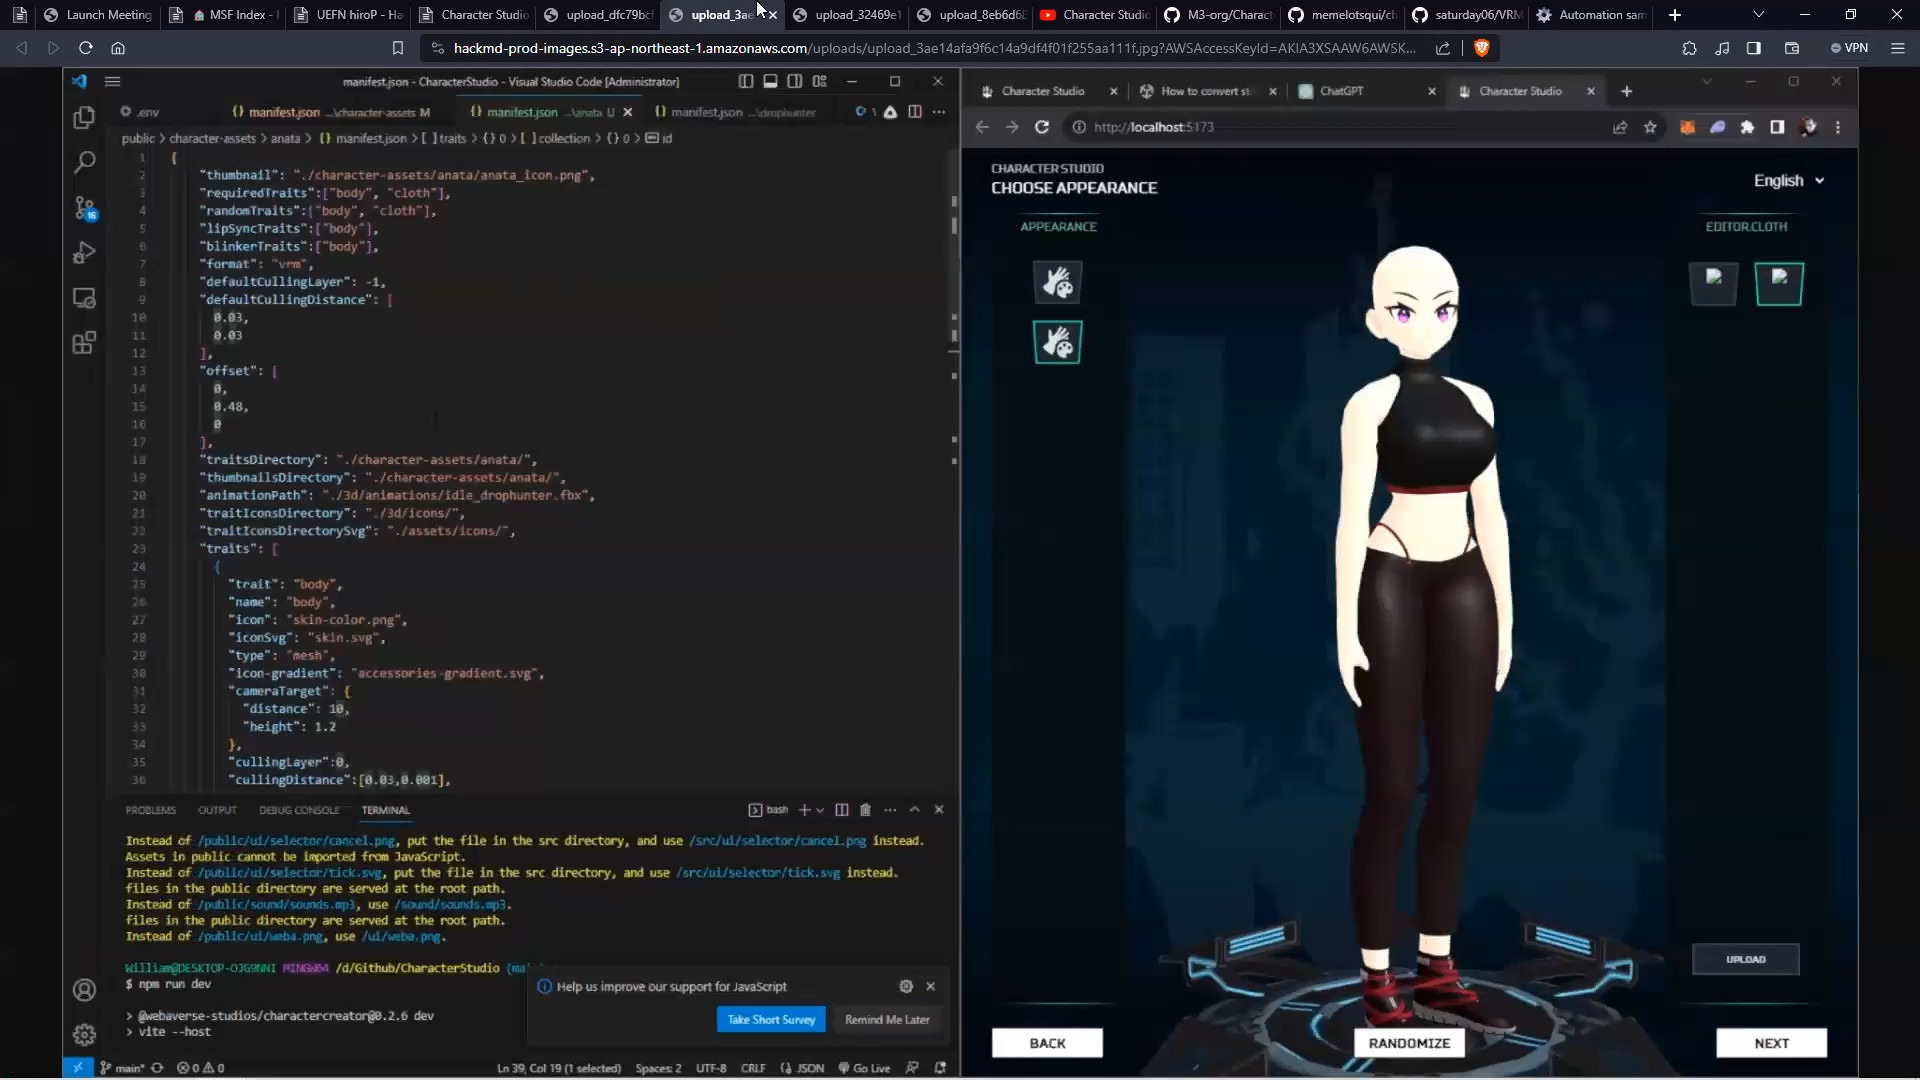 Launch Meeting
MSF Index -
UEFN hiroP - Ha
Character Studio
upload_dfc79bcf
upload_3ae
upload_32469e1
upload_8eb6d68
Character Studio
M3-org/Charact
memelotsqui/ch
saturday06/VRM
Automation sam
hackmd-prod-images.s3-ap-northeast-1.amazonaws.com/uploads/upload_3ae14afa9f6c14a9df4f01f255aa111f.jpg?AWSAccessKeyId=AKIA3XSAAW6AWSK...
VPN
manifest.json - CharacterStudio - Visual Studio Code [Administrator]
.env
{} manifest.json ...\character-assets M
{} manifest.json ...\anata U
{} manifest.json ...\drophunter
public > character-assets > anata > {} manifest.json > [ ] traits > {} 0 > [ ] collection > {} 0 > id
1 {
2 "thumbnail": "./character-assets/anata/anata_icon.png",
3 "requiredTraits":["body", "cloth"],
4 "randomTraits":["body", "cloth"],
5 "lipSyncTraits":["body"],
6 "blinkerTraits":["body"],
7 "format": "vrm",
8 "defaultCullingLayer": -1,
9 "defaultCullingDistance": [
10 0.03,
11 0.03
12 ],
13 "offset": [
14 0,
15 0.48,
16 0
17 ],
18 "traitsDirectory": "./character-assets/anata/",
19 "thumbnailsDirectory": "./character-assets/anata/",
20 "animationPath": "./3d/animations/idle_drophunter.fbx",
21 "traitIconsDirectory": "./3d/icons/",
22 "traitIconsDirectorySvg": "./assets/icons/",
23 "traits": [
24 {
25 "trait": "body",
26 "name": "body",
27 "icon": "skin-color.png",
28 "iconSvg": "skin.svg",
29 "type": "mesh",
30 "icon-gradient": "accessories-gradient.svg",
31 "cameraTarget": {
32 "distance": 10,
33 "height": 1.2
34 },
35 "cullingLayer":0,
36 "cullingDistance":[0.03,0.001],
16
PROBLEMS OUTPUT DEBUG CONSOLE TERMINAL
bash
Instead of /public/ui/selector/cancel.png, put the file in the src directory, and use /src/ui/selector/cancel.png instead.
Assets in public cannot be imported from JavaScript.
Instead of /public/ui/selector/tick.svg, put the file in the src directory, and use /src/ui/selector/tick.svg instead.
files in the public directory are served at the root path.
Instead of /public/sound/sounds.mp3, use /sound/sounds.mp3.
files in the public directory are served at the root path.
Instead of /public/ui/weba.png, use /ui/weba.png.
William@DESKTOP-OJG9NNI MINGW64 /d/Github/CharacterStudio (mai
$ npm run dev
> @webaverse-studios/charactercreator@0.2.6 dev
> vite --host
Help us improve our support for JavaScript
Take Short Survey
Remind Me Later
main*
0 0
Ln 39, Col 19 (1 selected)
Spaces: 2
UTF-8
CRLF
{} JSON
Go Live
Character Studio
How to convert st
ChatGPT
Character Studio
http://localhost:5173
CHARACTER STUDIO
CHOOSE APPEARANCE
English
APPEARANCE
EDITOR.CLOTH
UPLOAD
BACK
RANDOMIZE
NEXT